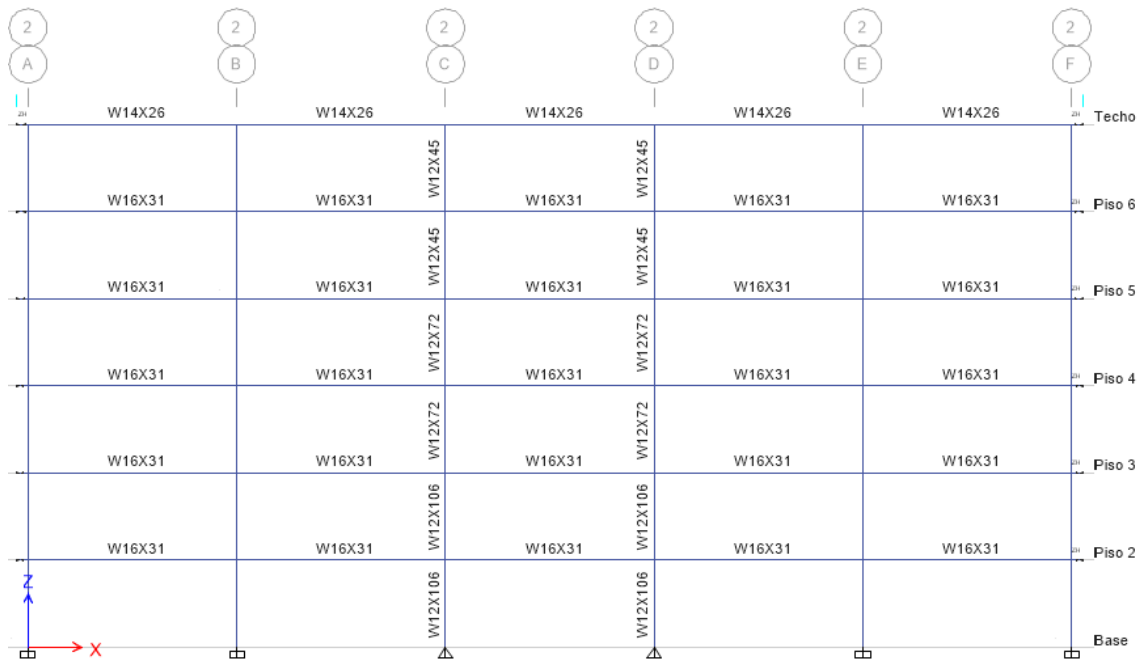 2 2 2 2 2 2
A B C D E F
W14X26 W14X26 W14X26 W14X26 W14X26
Techo
W12X45 W12X45
W16X31 W16X31 W16X31 W16X31 W16X31
Piso 6
W12X45 W12X45
W16X31 W16X31 W16X31 W16X31 W16X31
Piso 5
W12X72 W12X72
W16X31 W16X31 W16X31 W16X31 W16X31
Piso 4
W12X72 W12X72
W16X31 W16X31 W16X31 W16X31 W16X31
Piso 3
W12X106 W12X106
W16X31 W16X31 W16X31 W16X31 W16X31
Piso 2
Z
W12X106 W12X106
Base
X